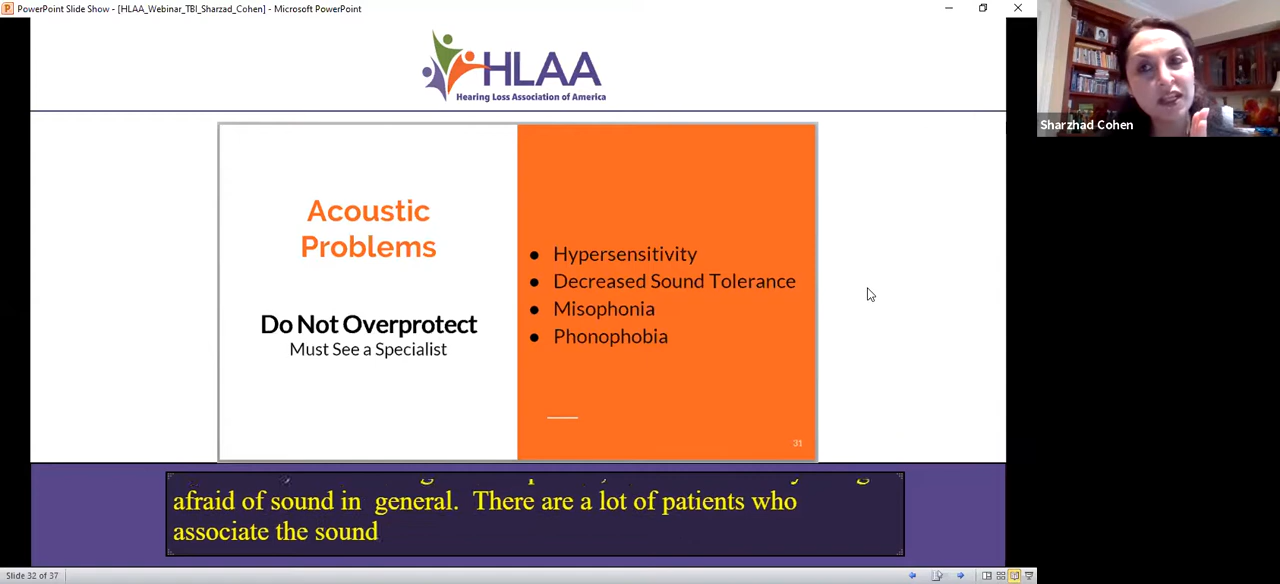 PowerPoint Slide Show - [HLAA_Webinar_TBI_Sharzad_Cohen] - Microsoft PowerPoint
HLAA
Hearing Loss Association of America
Sharzhad Cohen
Acoustic
Problems
Do Not Overprotect
Must See a Specialist
● Hypersensitivity
● Decreased Sound Tolerance
● Misophonia
● Phonophobia
31
afraid of sound in general. There are a lot of patients who
associate the sound
Slide 32 of 37